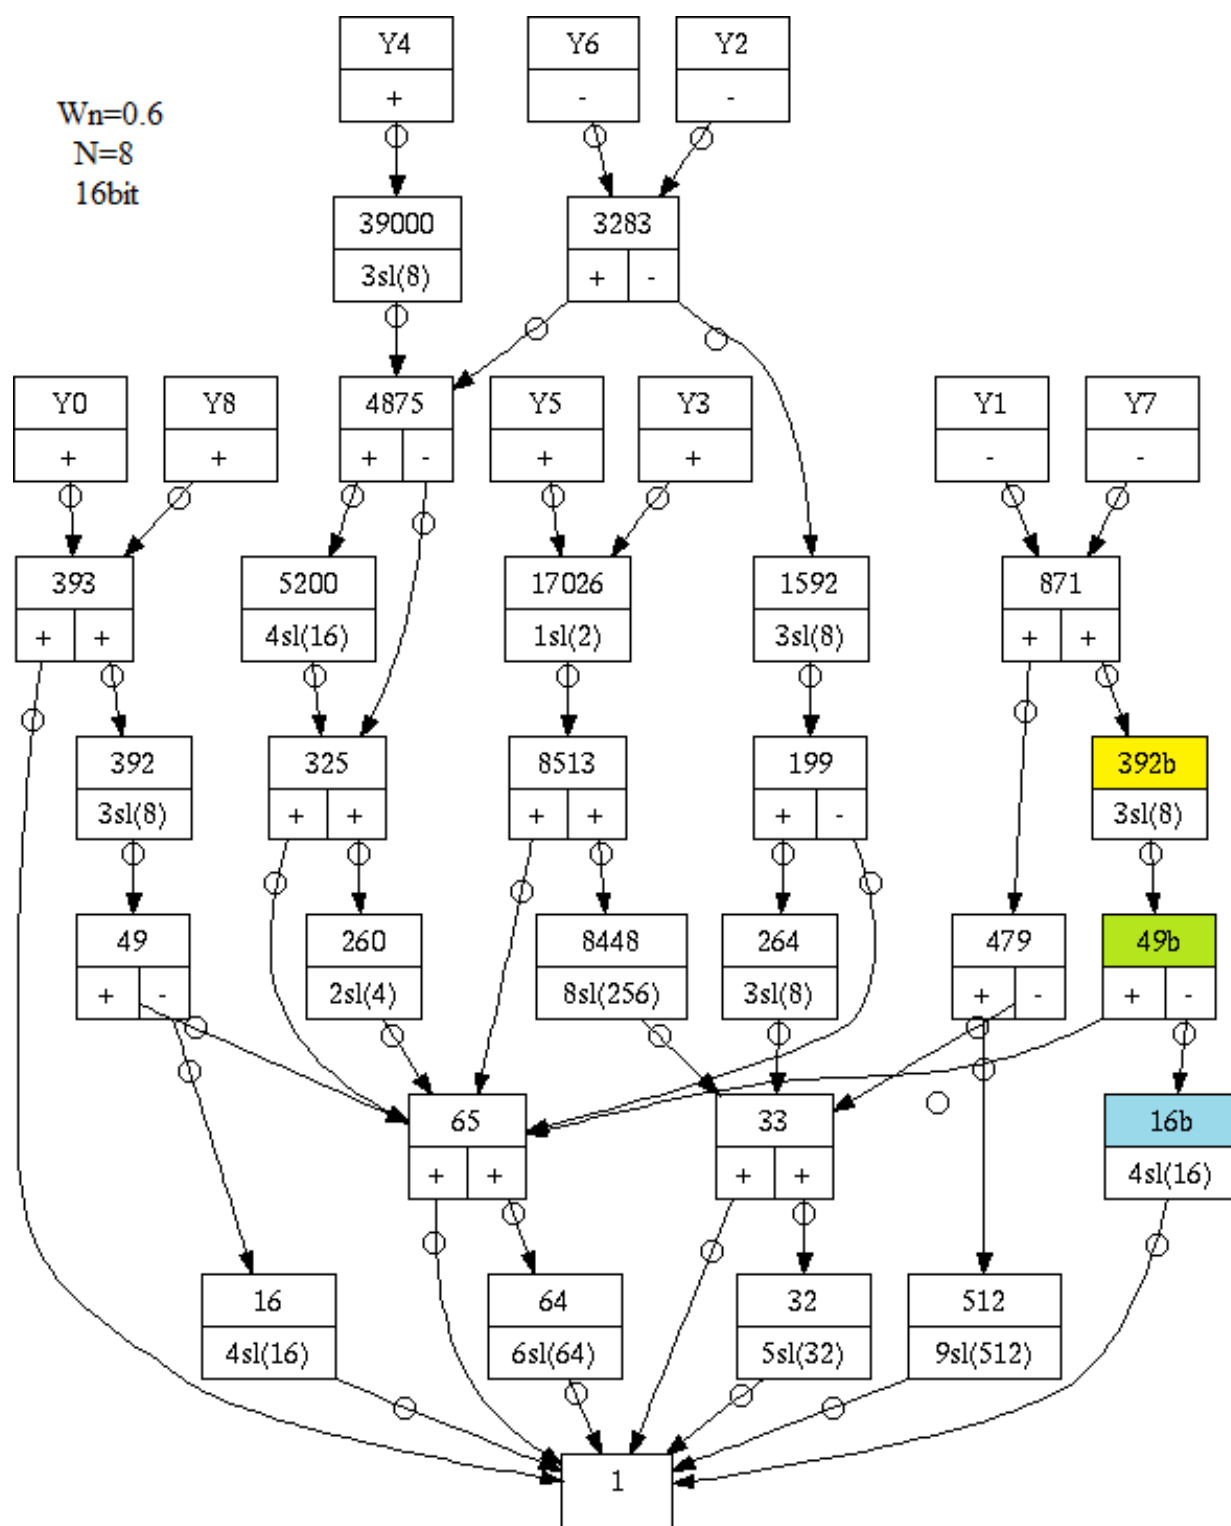 Y4 Y6 Y2
+ - -
Wn=0.6
N=8
16bit
39000 3283
3sl(8) + -
Y0 Y8 4875 Y5 Y3 Y1 Y7
+ + + - + + - -
393 5200 17026 1592 871
+ + 4sl(16) 1sl(2) 3sl(8) + +
392 325 8513 199 392b
3sl(8) + + + + + - 3sl(8)
49 260 8448 264 479 49b
+ - 2sl(4) 8sl(256) 3sl(8) + - + -
65 33 16b
+ + + + 4sl(16)
16 64 32 512
4sl(16) 6sl(64) 5sl(32) 9sl(512)
1